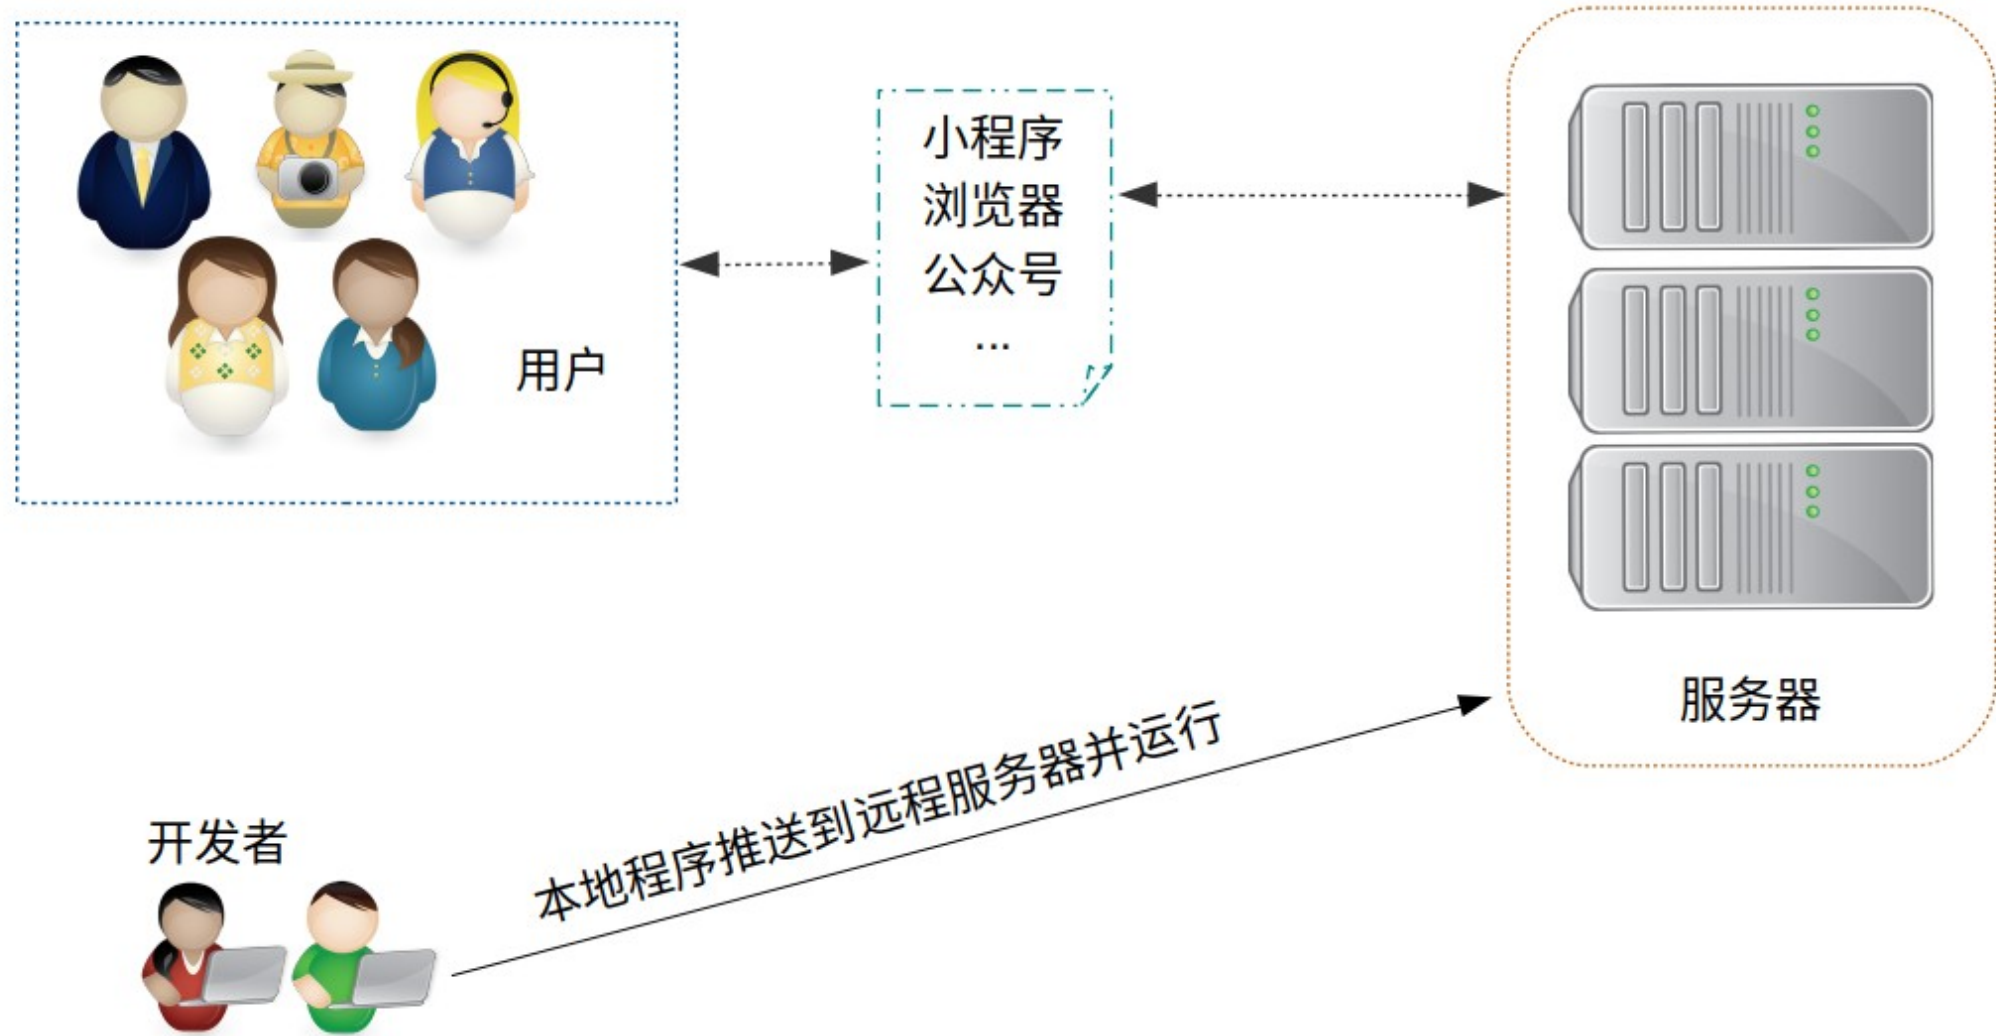 小程序
浏览器
公众号
...
用户
服务器
本地程序推送到远程服务器并运行
开发者